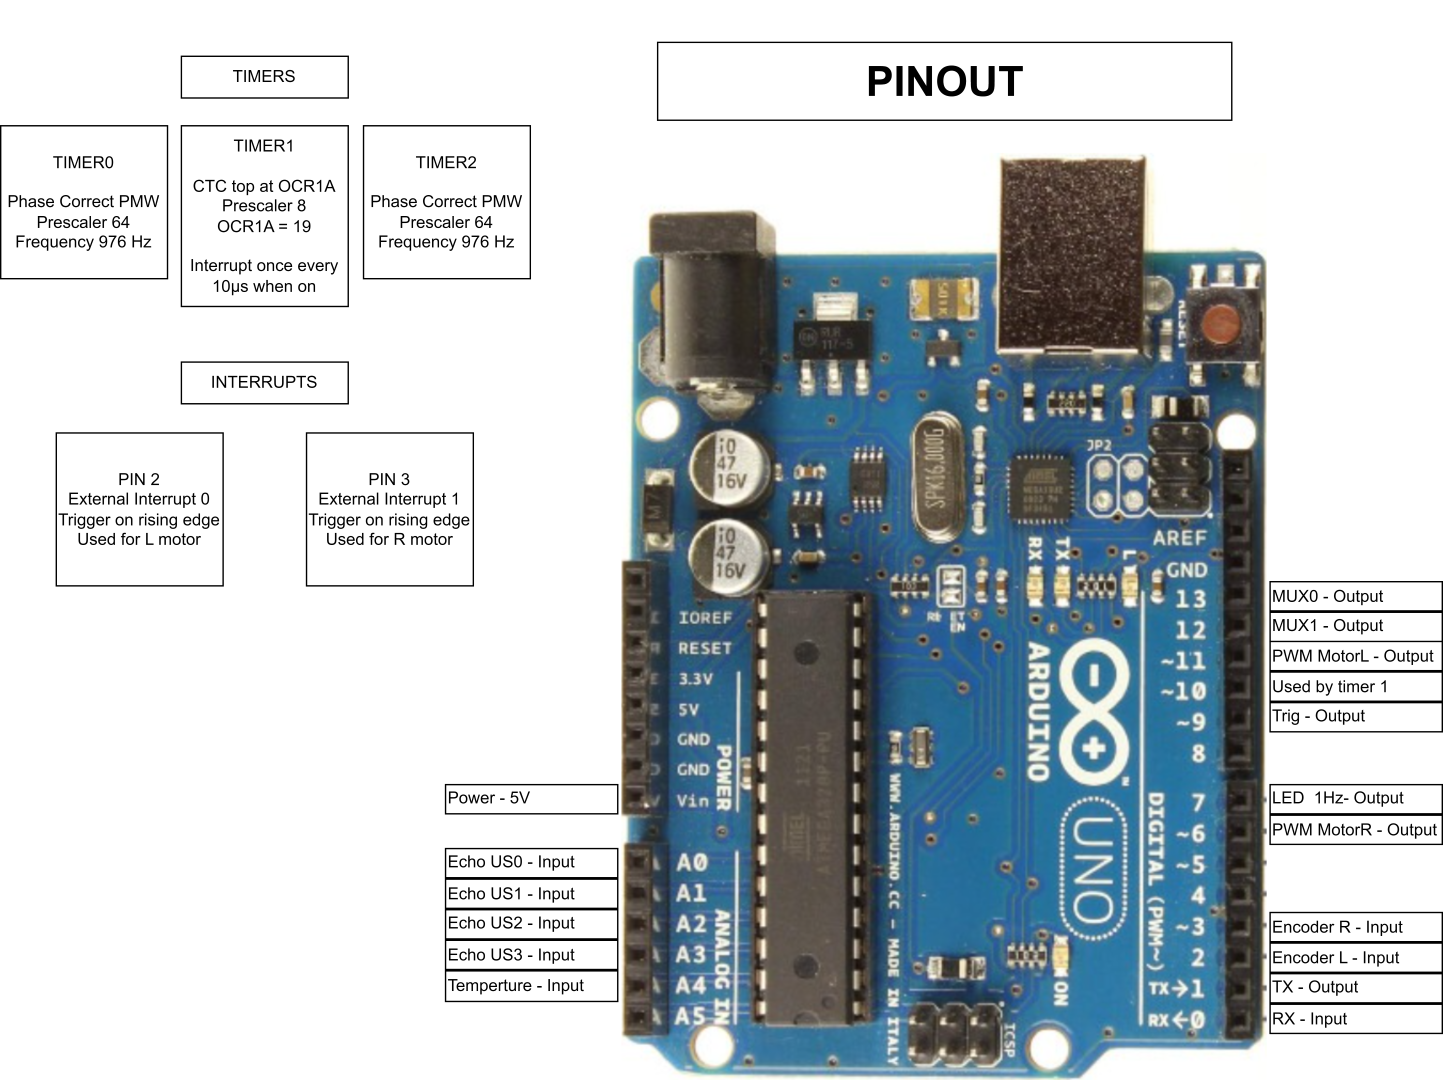 PINOUT
TIMERS
TIMER0
Phase Correct PMW
Prescaler 64
Frequency 976 Hz
TIMER1
CTC top at OCR1A
Prescaler 8
OCR1A = 19
Interrupt once every
10µs when on
TIMER2
Phase Correct PMW
Prescaler 64
Frequency 976 Hz
INTERRUPTS
PIN 2
External Interrupt 0
Trigger on rising edge
Used for L motor
PIN 3
External Interrupt 1
Trigger on rising edge
Used for R motor
Power - 5V
Echo US0 - Input
Echo US1 - Input
Echo US2 - Input
Echo US3 - Input
Temperture - Input
RESET
117-5
47
16V
47
16V
SPK16.000G
JP2
RX
TX
L
IOREF
RESET
3.3V
5V
GND
GND
Vin
POWER
A0
A1
A2
A3
A4
A5
ANALOG IN
ARDUINO
UNO
WWW.ARDUINO.CC - MADE IN ITALY
ON
ICSP
DIGITAL (PWM~)
AREF
GND
13
12
~11
~10
~9
8
7
~6
~5
4
~3
2
TX→1
RX←0
MUX0 - Output
MUX1 - Output
PWM MotorL - Output
Used by timer 1
Trig - Output
LED  1Hz- Output
PWM MotorR - Output
Encoder R - Input
Encoder L - Input
TX - Output
RX - Input